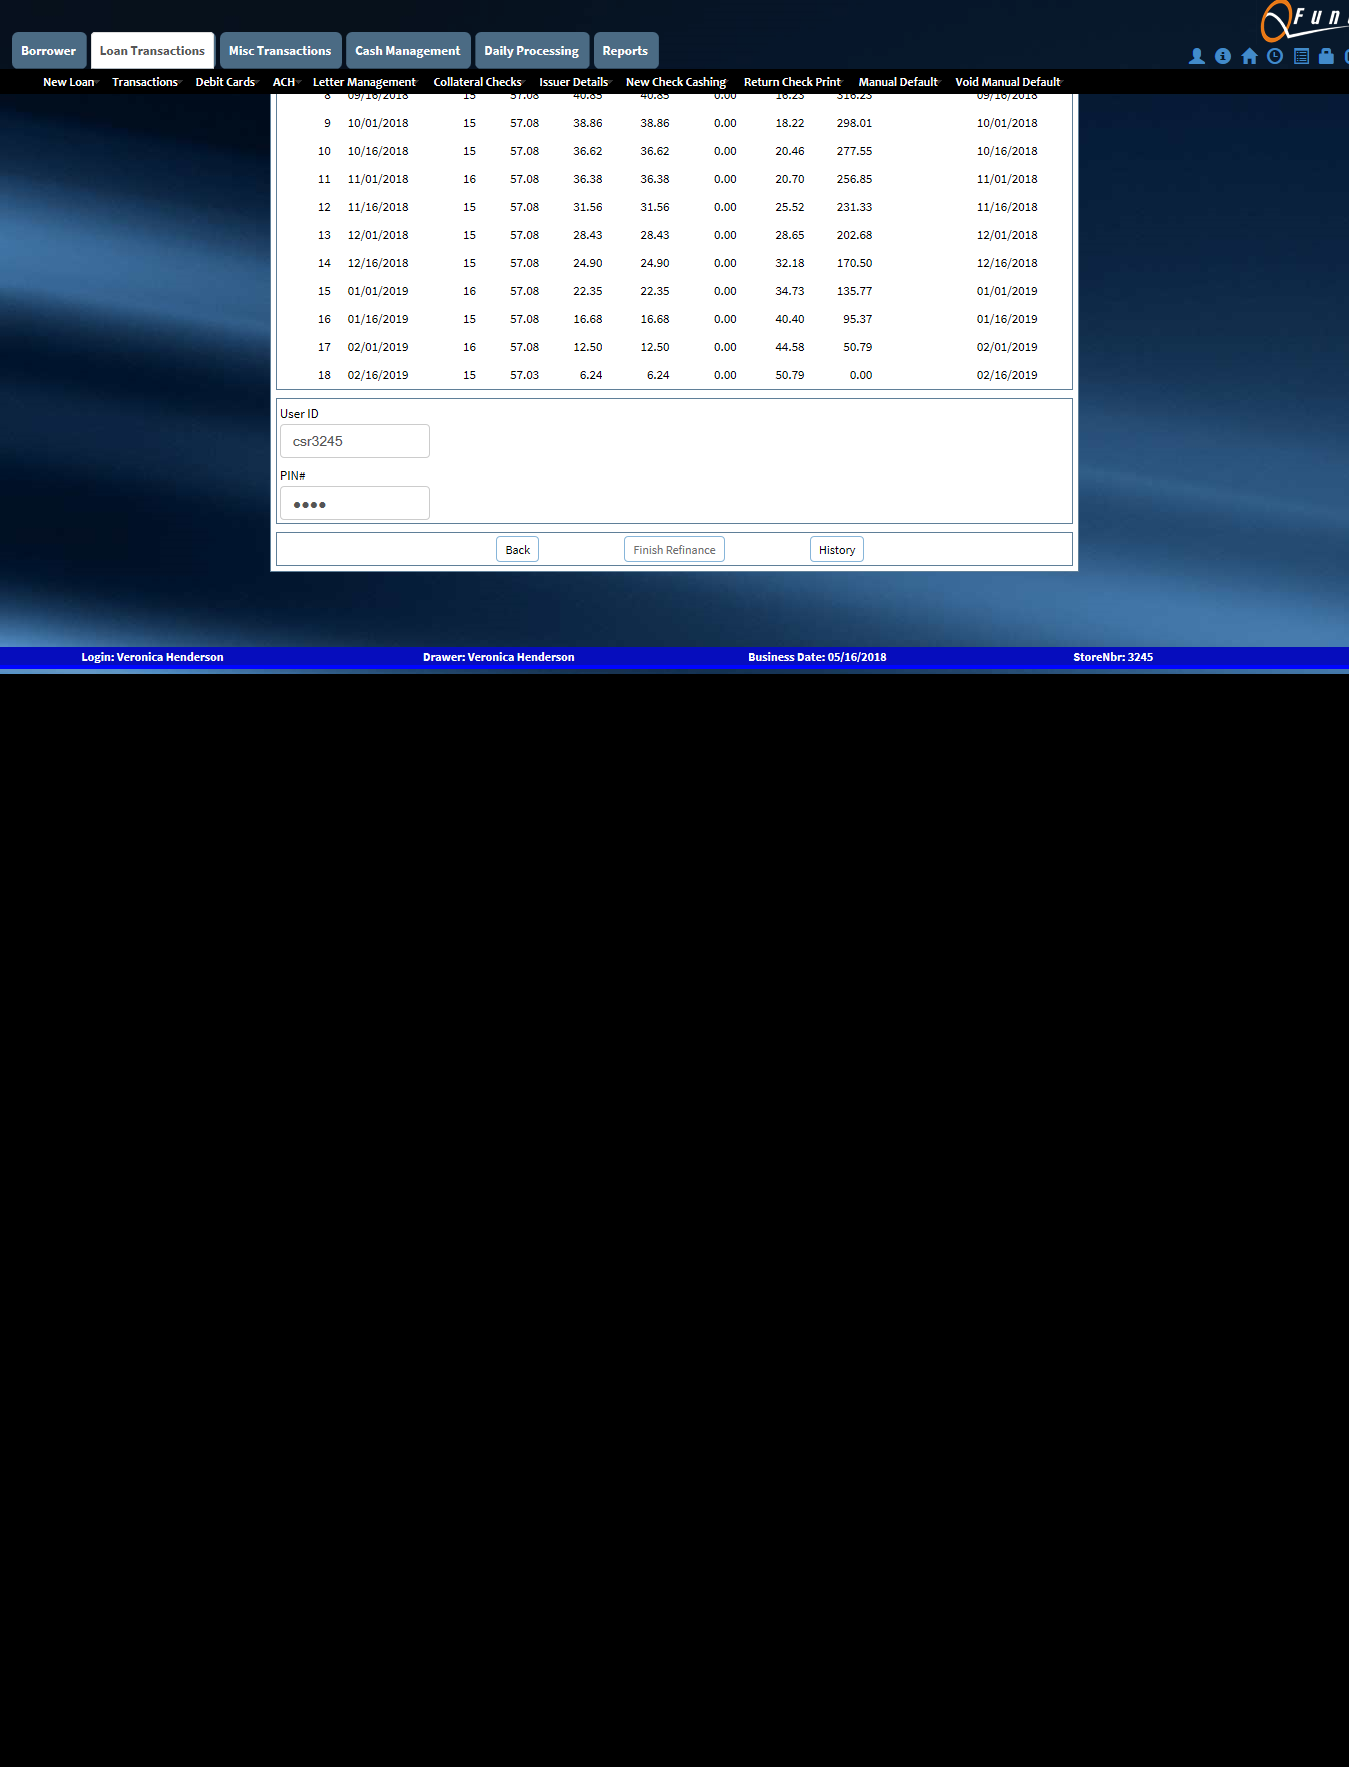 Fun
Borrower Loan Transactions Misc Transactions Cash Management Daily Processing Reports
New Loan Transactions Debit Cards ACH Letter Management Collateral Checks Issuer Details New Check Cashing Return Check Print Manual Default Void Manual Default
8 09/16/2018 15 57.08 40.85 40.85 0.00 16.23 316.23 09/16/2018
9 10/01/2018 15 57.08 38.86 38.86 0.00 18.22 298.01 10/01/2018
10 10/16/2018 15 57.08 36.62 36.62 0.00 20.46 277.55 10/16/2018
11 11/01/2018 16 57.08 36.38 36.38 0.00 20.70 256.85 11/01/2018
12 11/16/2018 15 57.08 31.56 31.56 0.00 25.52 231.33 11/16/2018
13 12/01/2018 15 57.08 28.43 28.43 0.00 28.65 202.68 12/01/2018
14 12/16/2018 15 57.08 24.90 24.90 0.00 32.18 170.50 12/16/2018
15 01/01/2019 16 57.08 22.35 22.35 0.00 34.73 135.77 01/01/2019
16 01/16/2019 15 57.08 16.68 16.68 0.00 40.40 95.37 01/16/2019
17 02/01/2019 16 57.08 12.50 12.50 0.00 44.58 50.79 02/01/2019
18 02/16/2019 15 57.03 6.24 6.24 0.00 50.79 0.00 02/16/2019
User ID
csr3245
PIN#
Back Finish Refinance History
Login: Veronica Henderson Drawer: Veronica Henderson Business Date: 05/16/2018 StoreNbr: 3245